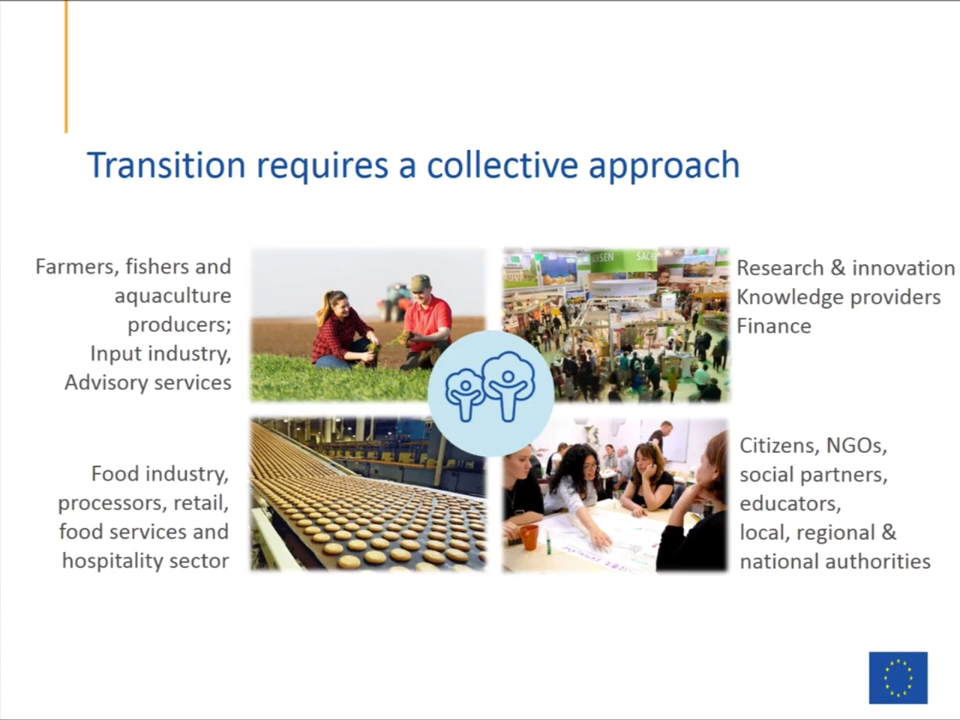 Transition requires a collective approach
Farmers, fishers and
aquaculture
producers;
Input industry,
Advisory services
SACH
Research & innovation
Knowledge providers
Finance
Food industry,
processors, retail,
food services and
hospitality sector
Citizens, NGOs,
social partners,
educators,
local, regional &
national authorities